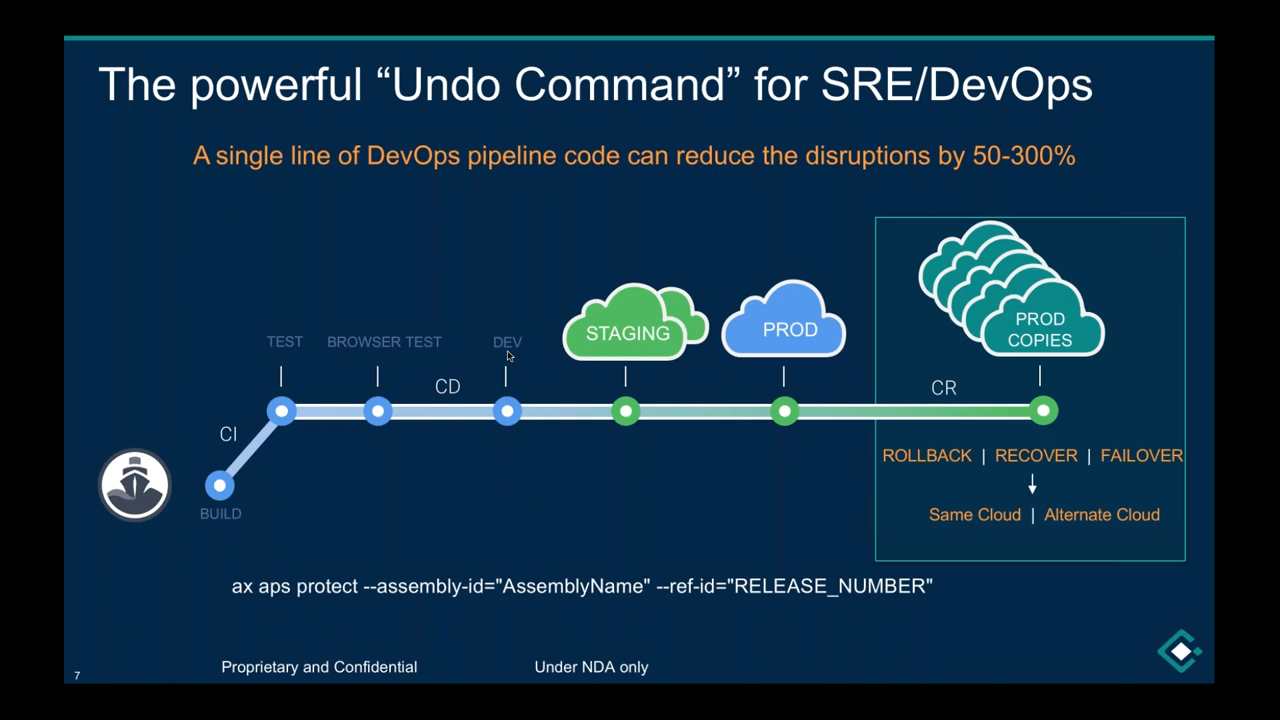 The powerful “Undo Command” for SRE/DevOps
A single line of DevOps pipeline code can reduce the disruptions by 50-300%
TEST
BROWSER TEST
DEV
STAGING
PROD
PROD
COPIES
CI
CD
CR
BUILD
ROLLBACK | RECOVER | FAILOVER
Same Cloud | Alternate Cloud
ax aps protect --assembly-id="AssemblyName" --ref-id="RELEASE_NUMBER"
Proprietary and Confidential
Under NDA only
7